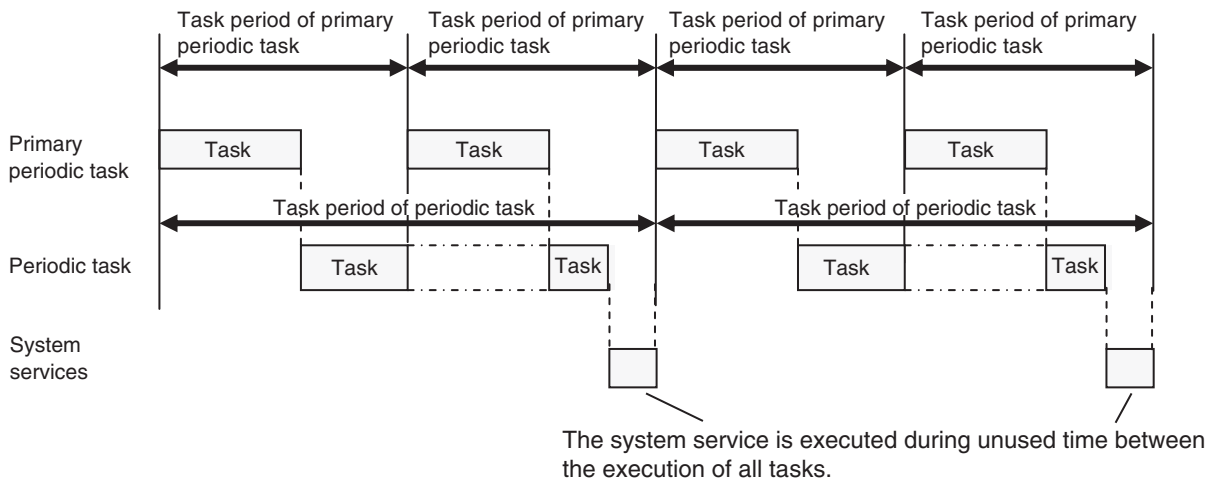 Task period of primary
periodic task
Task period of primary
periodic task
Task period of primary
periodic task
Task period of primary
periodic task
Primary
periodic task
Task
Task
Task
Task
Task period of periodic task
Task period of periodic task
Periodic task
Task
Task
Task
Task
System
services
The system service is executed during unused time between
the execution of all tasks.